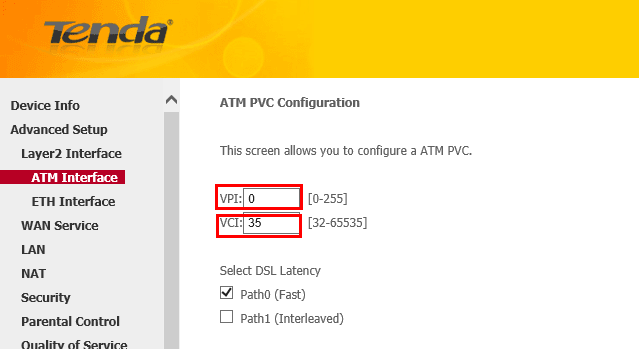 Tenda®
Device Info
Advanced Setup
Layer2 Interface
ATM Interface
ETH Interface
WAN Service
LAN
NAT
Security
Parental Control
Quality of Service
ATM PVC Configuration
This screen allows you to configure a ATM PVC.
VPI: 0 [0-255]
VCI: 35 [32-65535]
Select DSL Latency
Path0 (Fast)
Path1 (Interleaved)